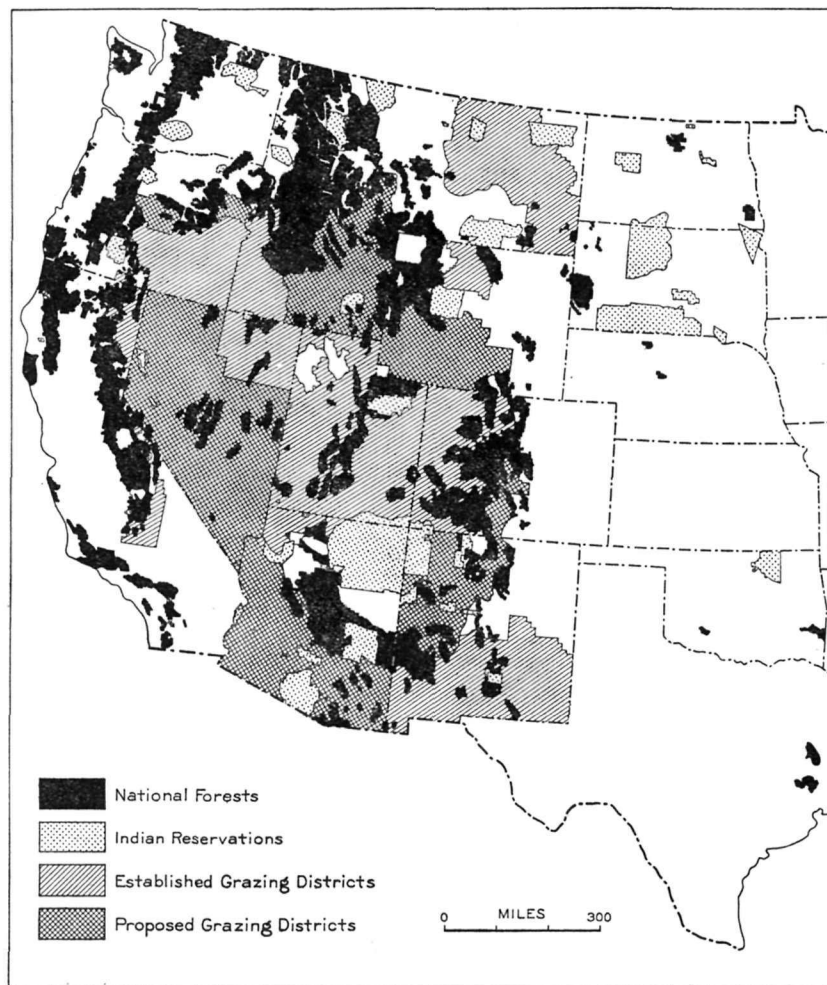 National Forests
Indian Reservations
Established Grazing Districts
Proposed Grazing Districts
0 MILES 300